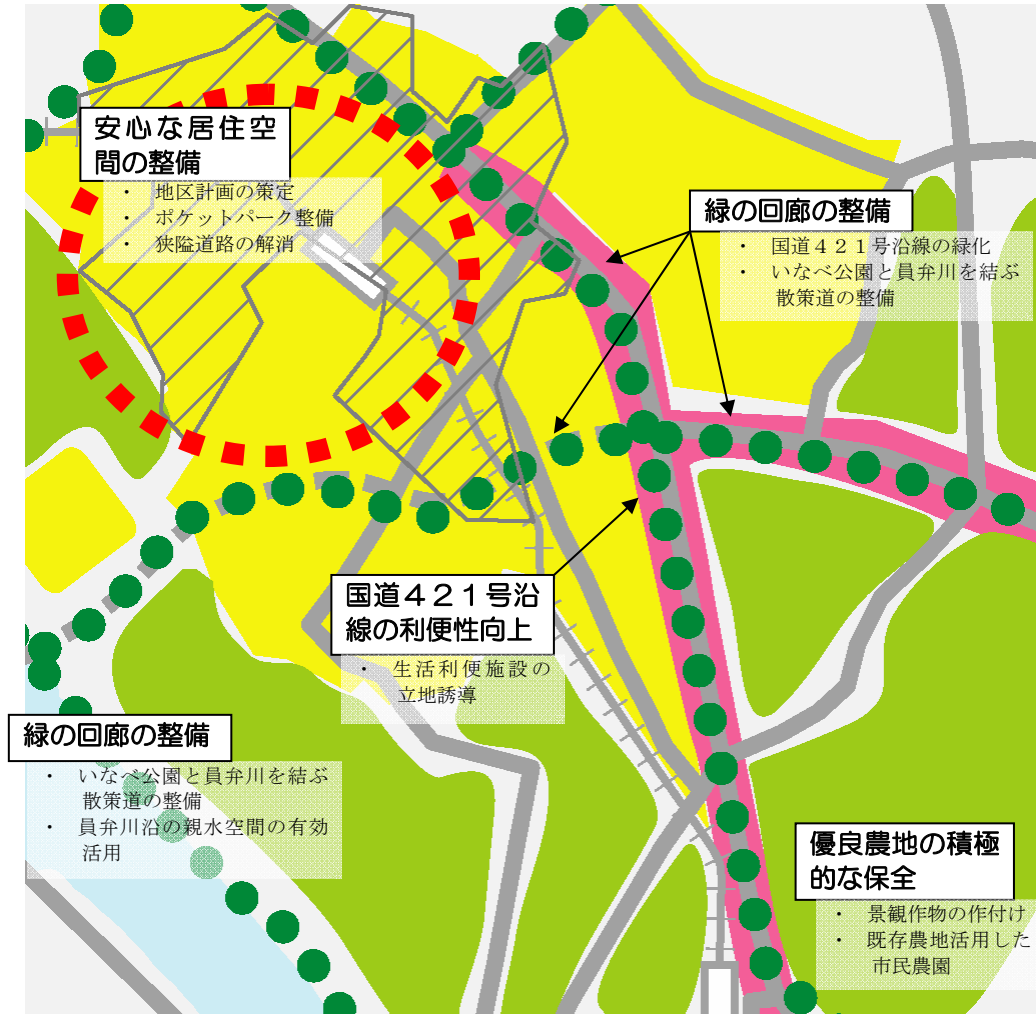 安心な居住空
間の整備
・ 地区計画の策定
・ ポケットパーク整備
・ 狭隘道路の解消
緑の回廊の整備
・ 国道４２１号沿線の緑化
・ いなべ公園と員弁川を結ぶ
散策道の整備
国道４２１号沿
線の利便性向上
・ 生活利便施設の
立地誘導
緑の回廊の整備
・ いなべ公園と員弁川を結ぶ
散策道の整備
・ 員弁川沿の親水空間の有効
活用
優良農地の積極
的な保全
・ 景観作物の作付け
・ 既存農地活用した
市民農園